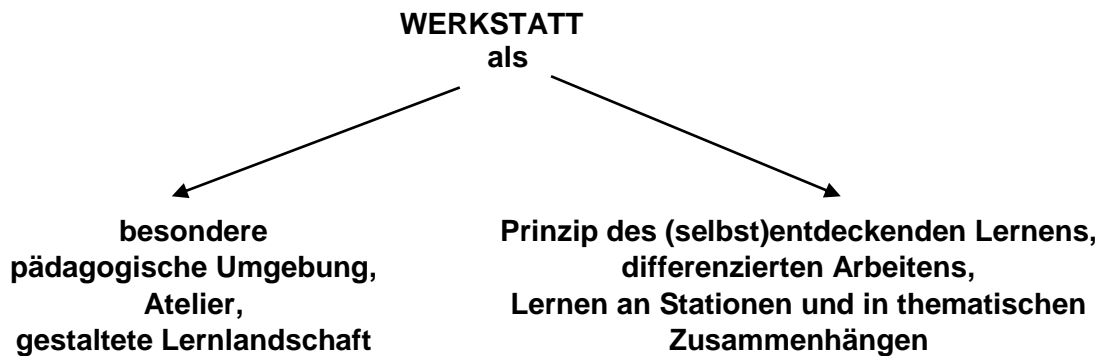 WERKSTATT
als
besondere
pädagogische Umgebung,
Atelier,
gestaltete Lernlandschaft
Prinzip des (selbst)entdeckenden Lernens,
differenzierten Arbeitens,
Lernen an Stationen und in thematischen
Zusammenhängen